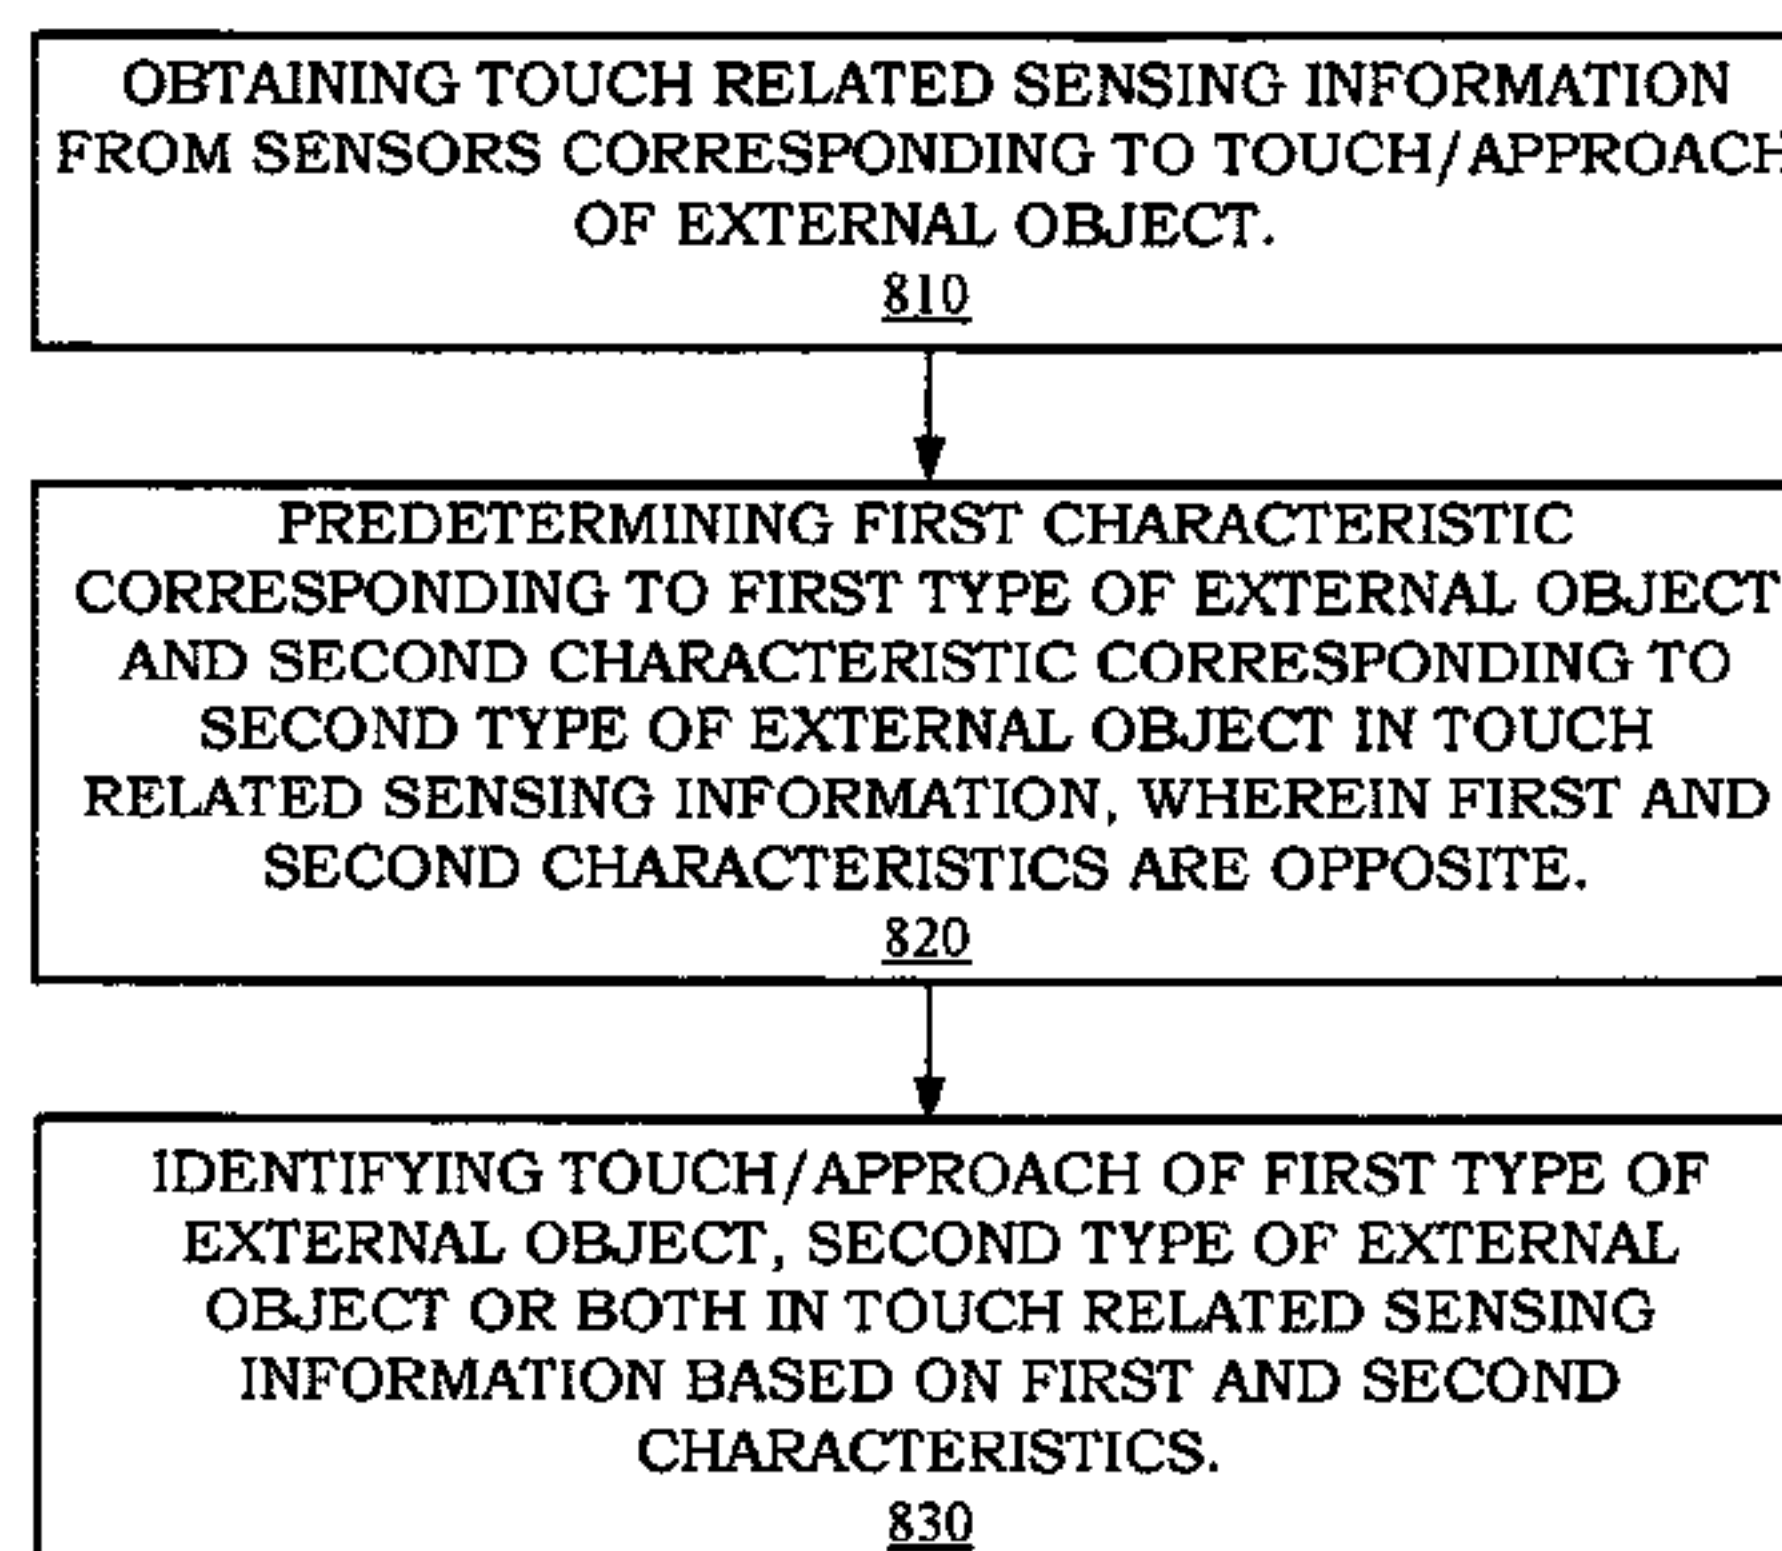 OBTAINING TOUCH RELATED SENSING INFORMATION
FROM SENSORS CORRESPONDING TO TOUCH/APPROACH
OF EXTERNAL OBJECT.
810
PREDETERMINING FIRST CHARACTERISTIC
CORRESPONDING TO FIRST TYPE OF EXTERNAL OBJECT
AND SECOND CHARACTERISTIC CORRESPONDING TO
SECOND TYPE OF EXTERNAL OBJECT IN TOUCH
RELATED SENSING INFORMATION, WHEREIN FIRST AND
SECOND CHARACTERISTICS ARE OPPOSITE.
820
IDENTIFYING TOUCH/APPROACH OF FIRST TYPE OF
EXTERNAL OBJECT, SECOND TYPE OF EXTERNAL
OBJECT OR BOTH IN TOUCH RELATED SENSING
INFORMATION BASED ON FIRST AND SECOND
CHARACTERISTICS.
830